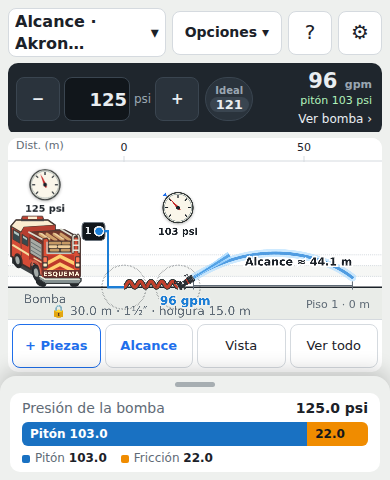 Alcance · Akron… ▾
Opciones ▾
?
⚙
− 125 psi +
Ideal
121
96 gpm
pitón 103 psi
Ver bomba ›
Dist. (m) 0 50
125 psi
1
103 psi
ESQUEMA
Alcance ≈ 44.1 m
Bomba
96 gpm
Piso 1 · 0 m
🔒 30.0 m · 1½″ · holgura 15.0 m
+ Piezas
Alcance
Vista
Ver todo
Presión de la bomba 125.0 psi
Pitón 103.0 22.0
Pitón 103.0 Fricción 22.0